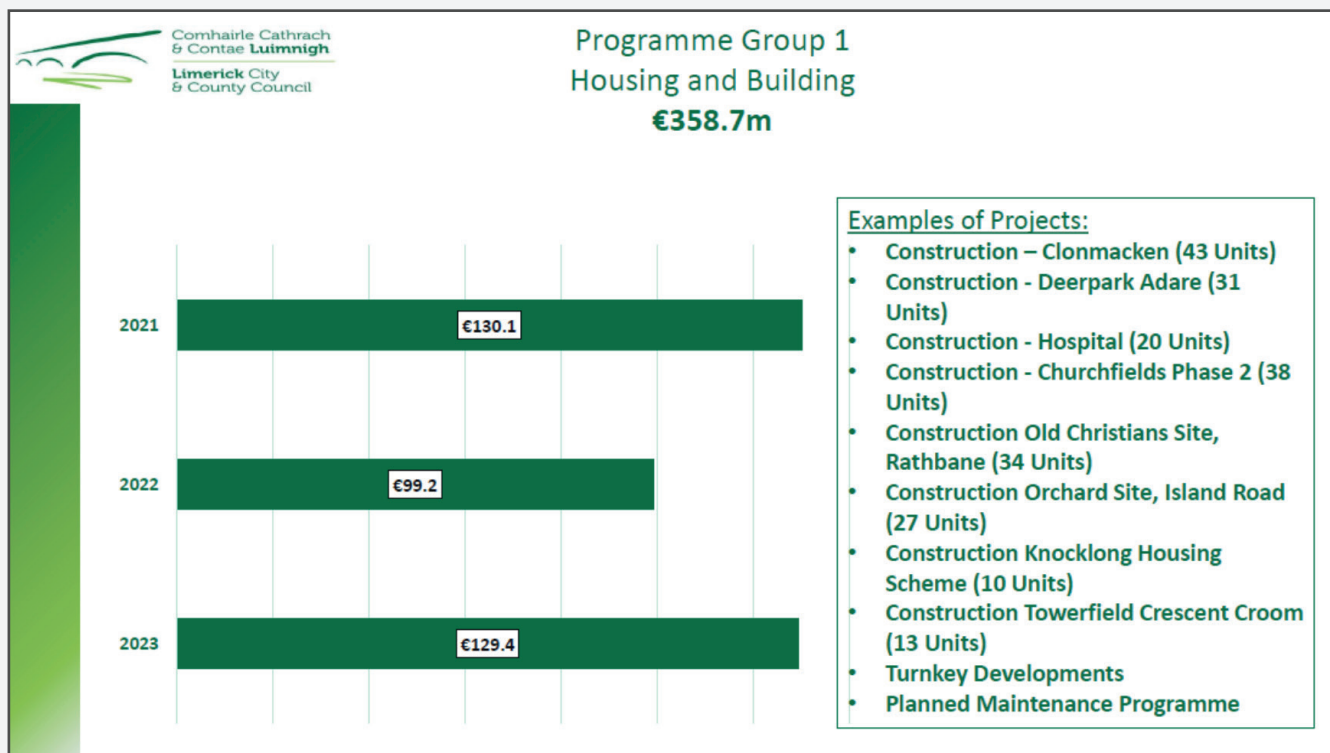 Comhairle Cathrach
& Contae Luimnigh
Limerick City
& County Council
Programme Group 1
Housing and Building
€358.7m
2021
€130.1
2022
€99.2
2023
€129.4
Examples of Projects:
• Construction – Clonmacken (43 Units)
• Construction - Deerpark Adare (31
Units)
• Construction - Hospital (20 Units)
• Construction - Churchfields Phase 2 (38
Units)
• Construction Old Christians Site,
Rathbane (34 Units)
• Construction Orchard Site, Island Road
(27 Units)
• Construction Knocklong Housing
Scheme (10 Units)
• Construction Towerfield Crescent Croom
(13 Units)
• Turnkey Developments
• Planned Maintenance Programme